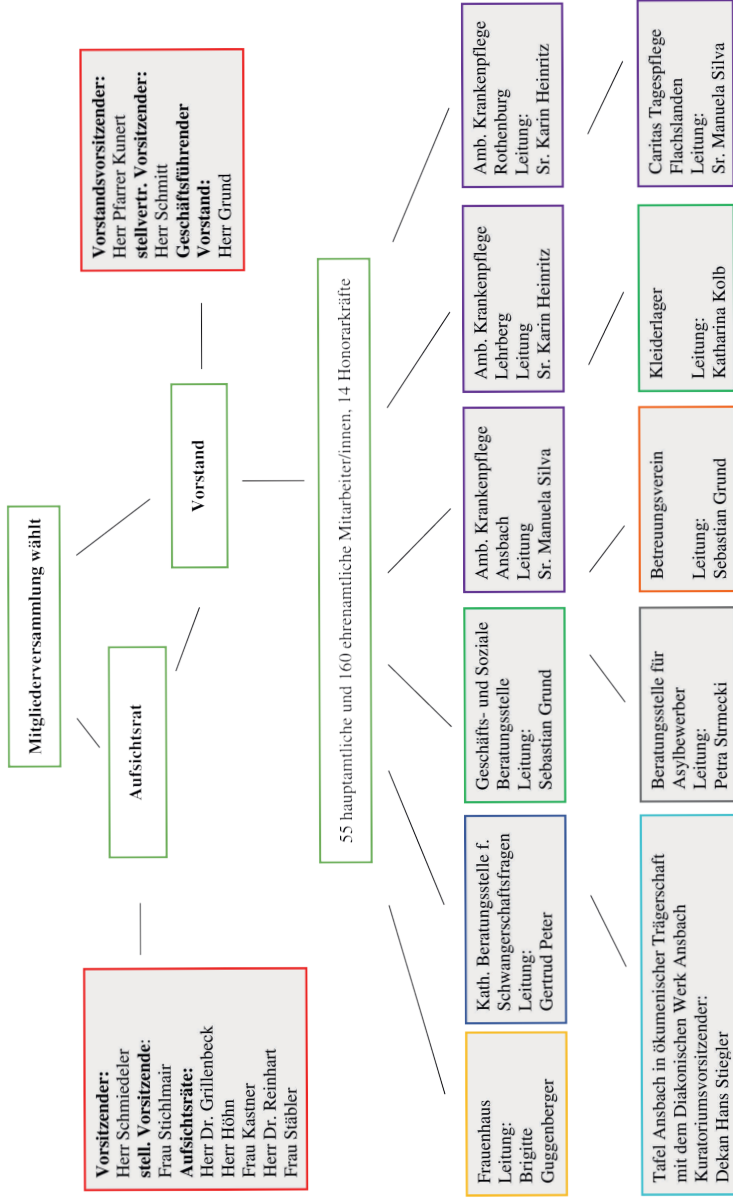 Mitgliederversammlung wählt
Aufsichtsrat
Vorstand
Vorsitzender:
Herr Schmiedeler
stell. Vorsitzende:
Frau Stichlmair
Aufsichtsräte:
Herr Dr. Grillenbeck
Herr Höhn
Frau Kastner
Herr Dr. Reinhart
Frau Stäbler
Vorstandsvorsitzender:
Herr Pfarrer Kunert
stellvertr. Vorsitzender:
Herr Schmitt
Geschäftsführender
Vorstand:
Herr Grund
55 hauptamtliche und 160 ehrenamtliche Mitarbeiter/innen, 14 Honorarkräfte
Frauenhaus
Leitung:
Brigitte
Guggenberger
Kath. Beratungsstelle f.
Schwangerschaftsfragen
Leitung:
Gertrud Peter
Geschäfts- und Soziale
Beratungsstelle
Leitung:
Sebastian Grund
Amb. Krankenpflege
Ansbach
Leitung
Sr. Manuela Silva
Amb. Krankenpflege
Lehrberg
Leitung
Sr. Karin Heinritz
Amb. Krankenpflege
Rothenburg
Leitung:
Sr. Karin Heinritz
Tafel Ansbach in ökumenischer Trägerschaft
mit dem Diakonischen Werk Ansbach
Kuratoriumsvorsitzender:
Dekan Hans Stiegler
Beratungsstelle für
Asylbewerber
Leitung:
Petra Strmecki
Betreuungsverein
Leitung:
Sebastian Grund
Kleiderlager
Leitung:
Katharina Kolb
Caritas Tagespflege
Flachslanden
Leitung:
Sr. Manuela Silva